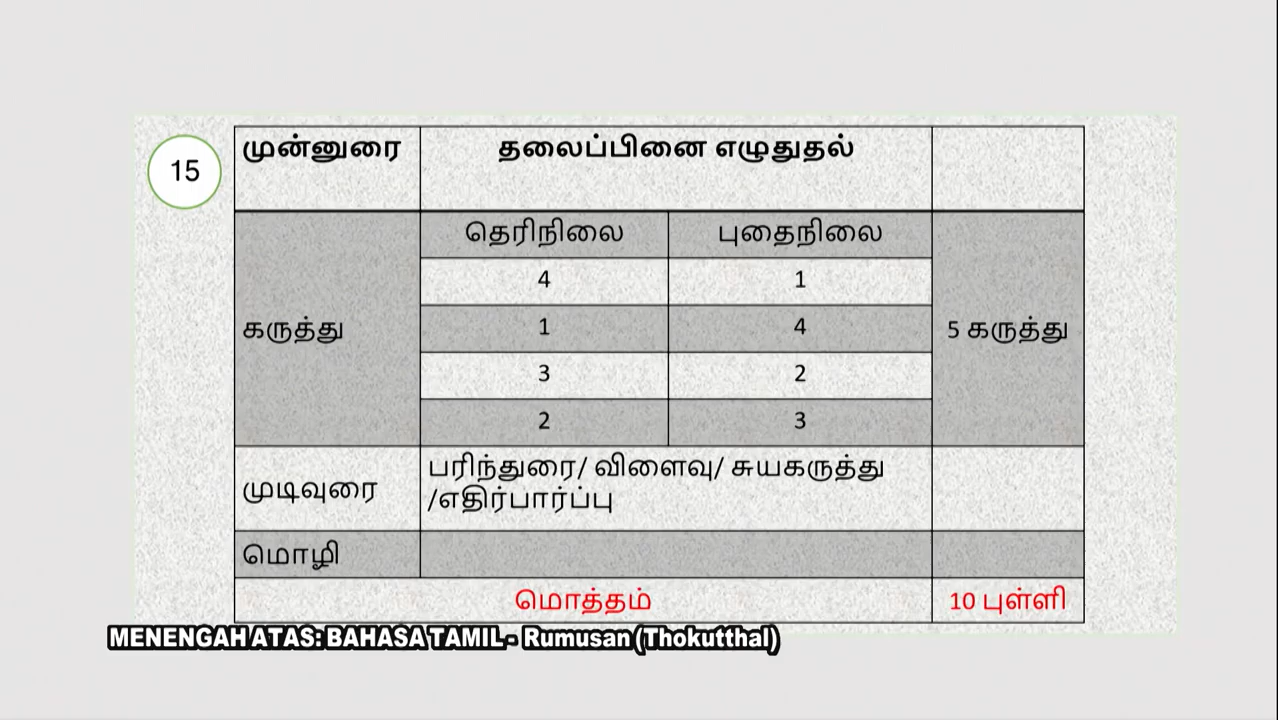 15
முன்னுரை தலைப்பினை எழுதுதல்
தெரிநிலை புதைநிலை
4 1
கருத்து 1 4 5 கருத்து
3 2
2 3
முடிவுரை பரிந்துரை/ விளைவு/ சுயகருத்து
/எதிர்பார்ப்பு
மொழி
மொத்தம் 10 புள்ளி
MENENGAH ATAS: BAHASA TAMIL - Rumusan (Thokutthal)